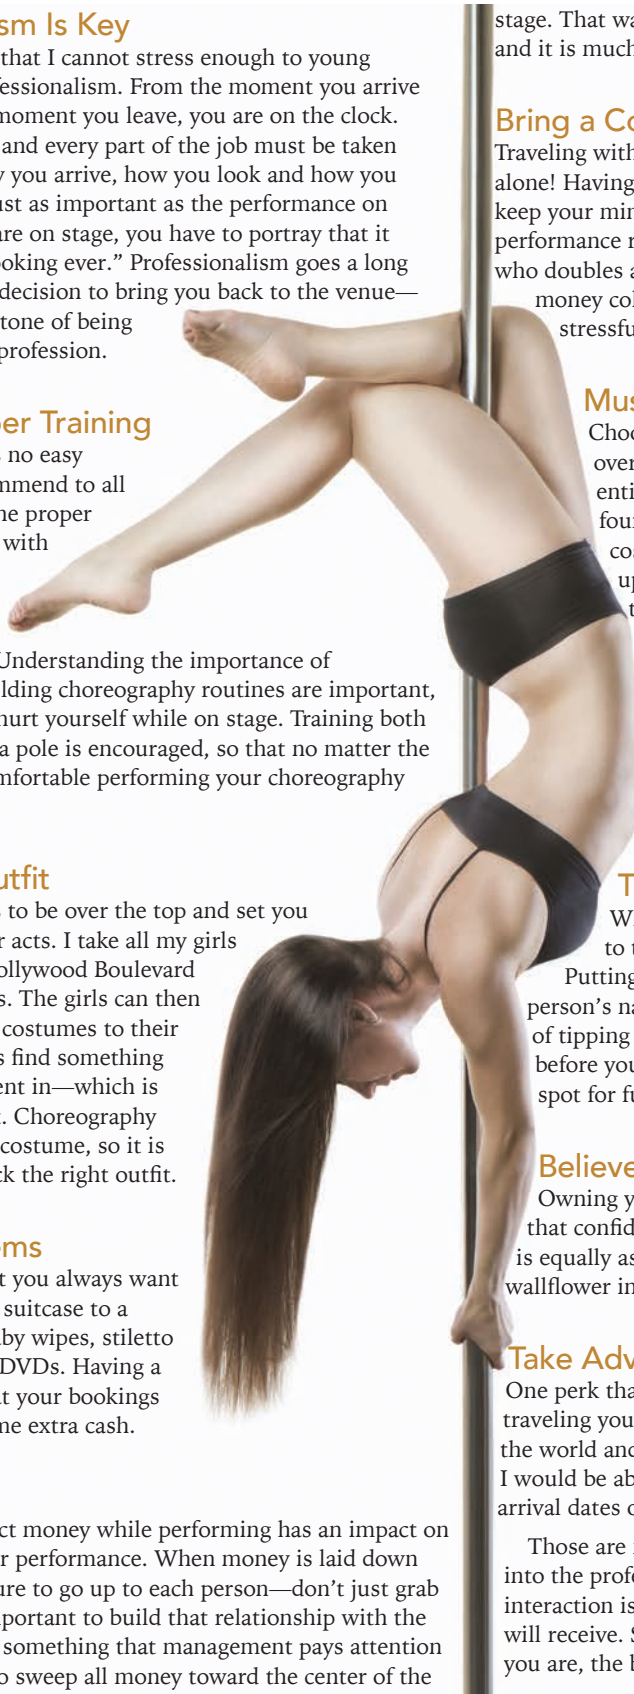 sm Is Key
that I cannot stress enough to young
essionalism. From the moment you arrive
moment you leave, you are on the clock.
and every part of the job must be taken
y you arrive, how you look and how you
ust as important as the performance on
are on stage, you have to portray that it
oking ever.” Professionalism goes a long
decision to bring you back to the venue—
tone of being
profession.
er Training
s no easy
mmend to all
he proper
with
Understanding the importance of
lding choreography routines are important,
hurt yourself while on stage. Training both
a pole is encouraged, so that no matter the
mfortable performing your choreography
utfit
s to be over the top and set you
r acts. I take all my girls
ollywood Boulevard
s. The girls can then
costumes to their
s find something
ent in—which is
. Choreography
costume, so it is
ck the right outfit.
ms
t you always want
suitcase to a
by wipes, stiletto
DVDs. Having a
t your bookings
me extra cash.
ct money while performing has an impact on
r performance. When money is laid down
ure to go up to each person—don’t just grab
portant to build that relationship with the
something that management pays attention
o sweep all money toward the center of the
stage. That wa
and it is much
Bring a Co
Traveling with
alone! Having
keep your min
performance r
who doubles a
money col
stressfu
Mus
Choo
over
enti
four
cos
up
t
T
W
to t
Putting
person’s na
of tipping
before you
spot for fu
Believe
Owning y
that confid
is equally as
wallflower in
Take Adv
One perk tha
traveling you
the world and
I would be ab
arrival dates o
Those are
into the profe
interaction is
will receive. S
you are, the b